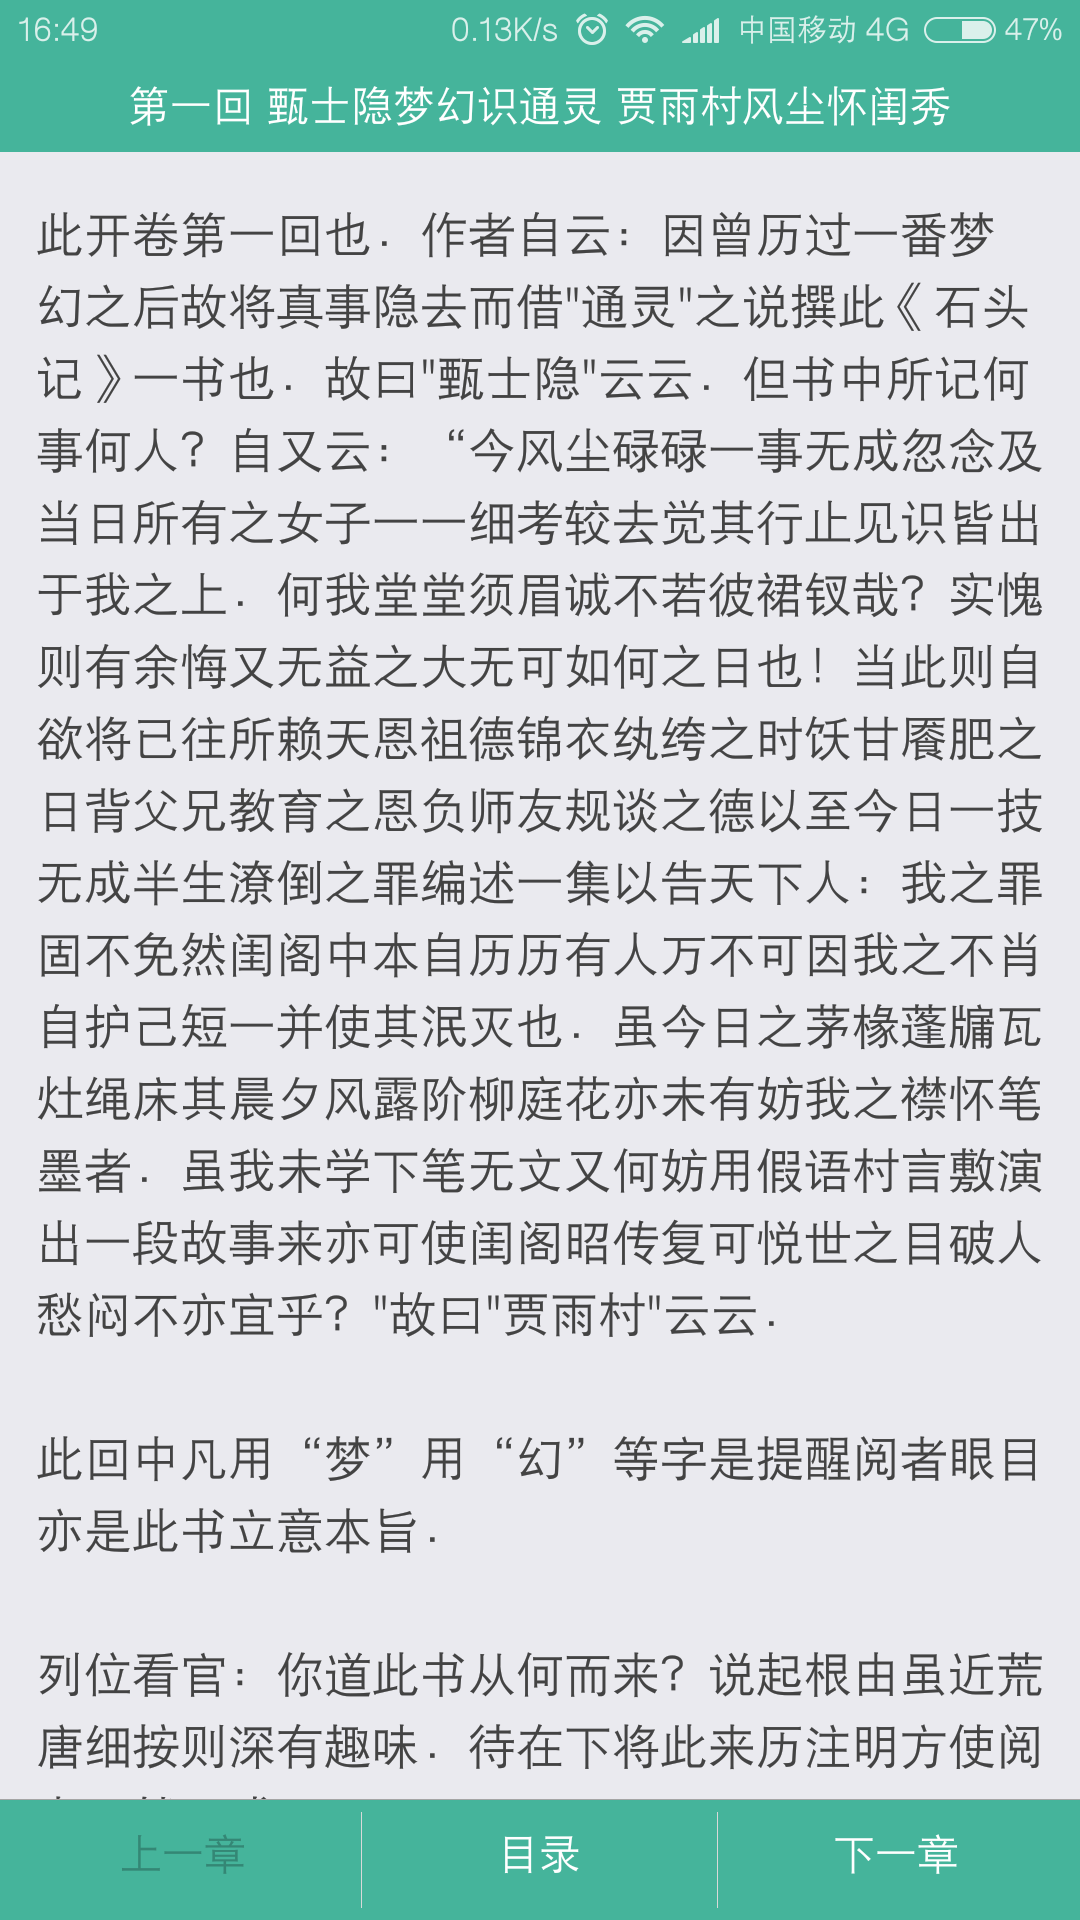 16:49 0.13K/s 中国移动 4G 47%
第一回 甄士隐梦幻识通灵 贾雨村风尘怀闺秀
此开卷第一回也．作者自云：因曾历过一番梦
幻之后故将真事隐去而借"通灵"之说撰此《石头
记》一书也．故曰"甄士隐"云云．但书中所记何
事何人？自又云：“今风尘碌碌一事无成忽念及
当日所有之女子一一细考较去觉其行止见识皆出
于我之上．何我堂堂须眉诚不若彼裙钗哉？实愧
则有余悔又无益之大无可如何之日也！当此则自
欲将已往所赖天恩祖德锦衣纨绔之时饫甘餍肥之
日背父兄教育之恩负师友规谈之德以至今日一技
无成半生潦倒之罪编述一集以告天下人：我之罪
固不免然闺阁中本自历历有人万不可因我之不肖
自护己短一并使其泯灭也．虽今日之茅椽蓬牖瓦
灶绳床其晨夕风露阶柳庭花亦未有妨我之襟怀笔
墨者．虽我未学下笔无文又何妨用假语村言敷演
出一段故事来亦可使闺阁昭传复可悦世之目破人
愁闷不亦宜乎？"故曰"贾雨村"云云．
此回中凡用“梦”用“幻”等字是提醒阅者眼目
亦是此书立意本旨．
列位看官：你道此书从何而来？说起根由虽近荒
唐细按则深有趣味．待在下将此来历注明方使阅
上一章 目录 下一章